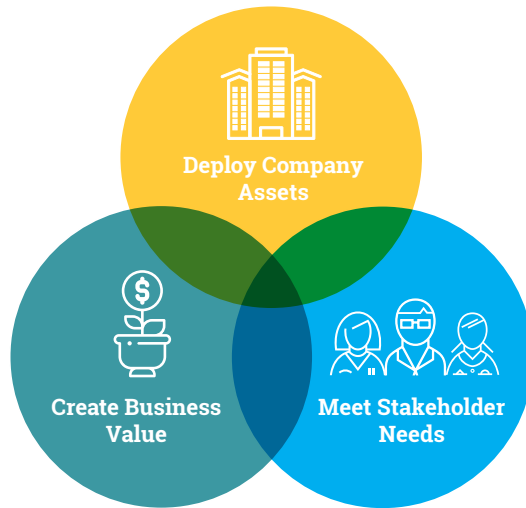 Deploy Company
Assets
$
Create Business
Value
Meet Stakeholder
Needs